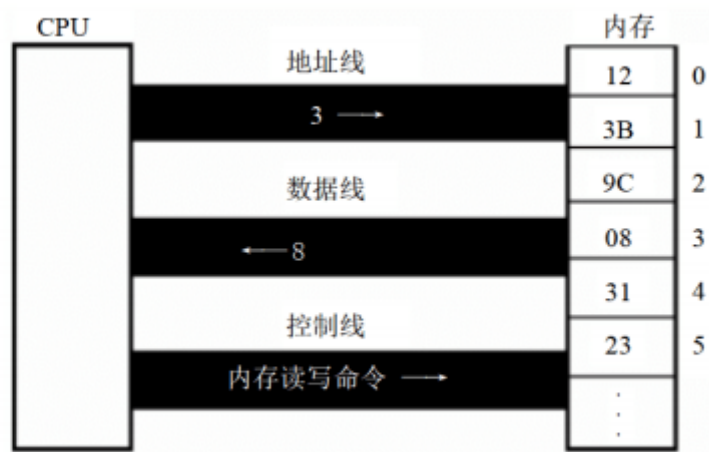 CPU
内存
地址线
12 0
3 →
3B 1
数据线
9C 2
←8
08 3
31 4
控制线
23 5
内存读写命令 →